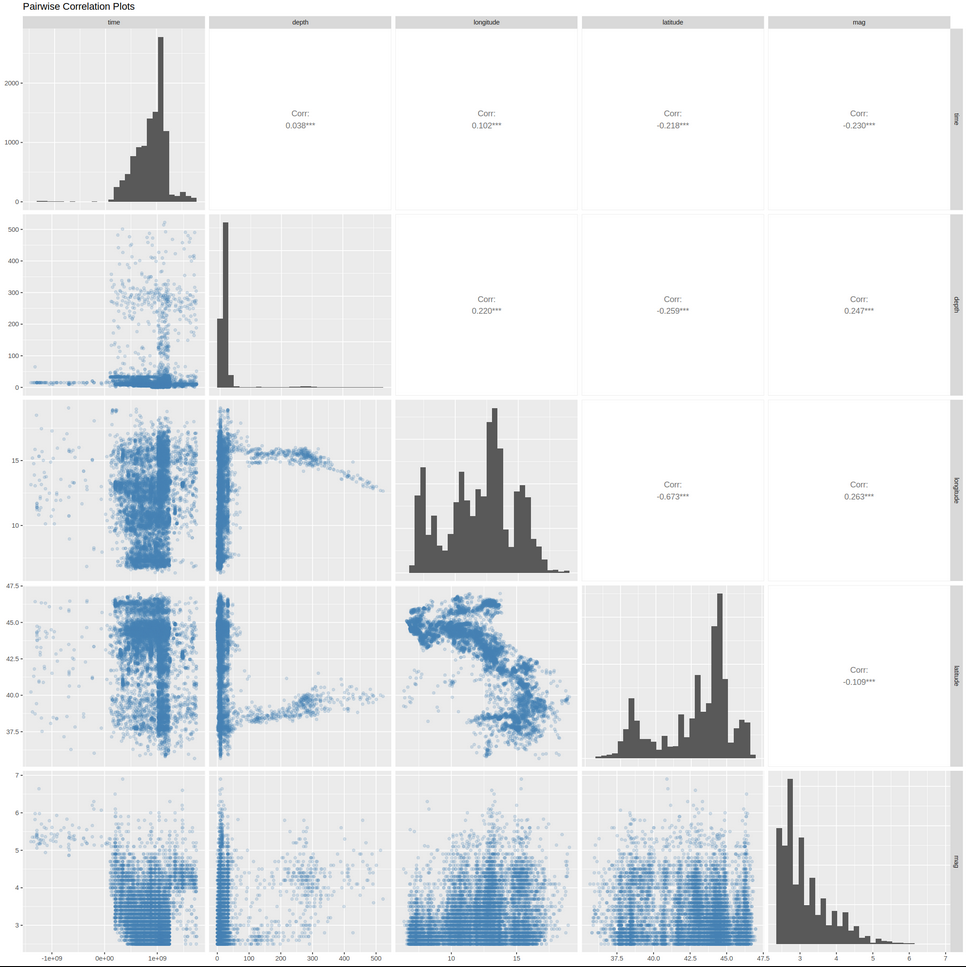 Pairwise Correlation Plots
time depth longitude latitude mag
2000
1000
0
Corr:
0.038***
Corr:
0.102***
Corr:
-0.218***
Corr:
-0.230***
time
500
400
300
200
100
0
Corr:
0.220***
Corr:
-0.259***
Corr:
0.247***
depth
15
10
Corr:
-0.673***
Corr:
0.263***
longitude
47.5
45.0
42.5
40.0
37.5
Corr:
-0.109***
latitude
7
6
5
4
3
mag
-1e+09 0e+00 1e+09 0 100 200 300 400 500 10 15 37.5 40.0 42.5 45.0 47.5 3 4 5 6 7